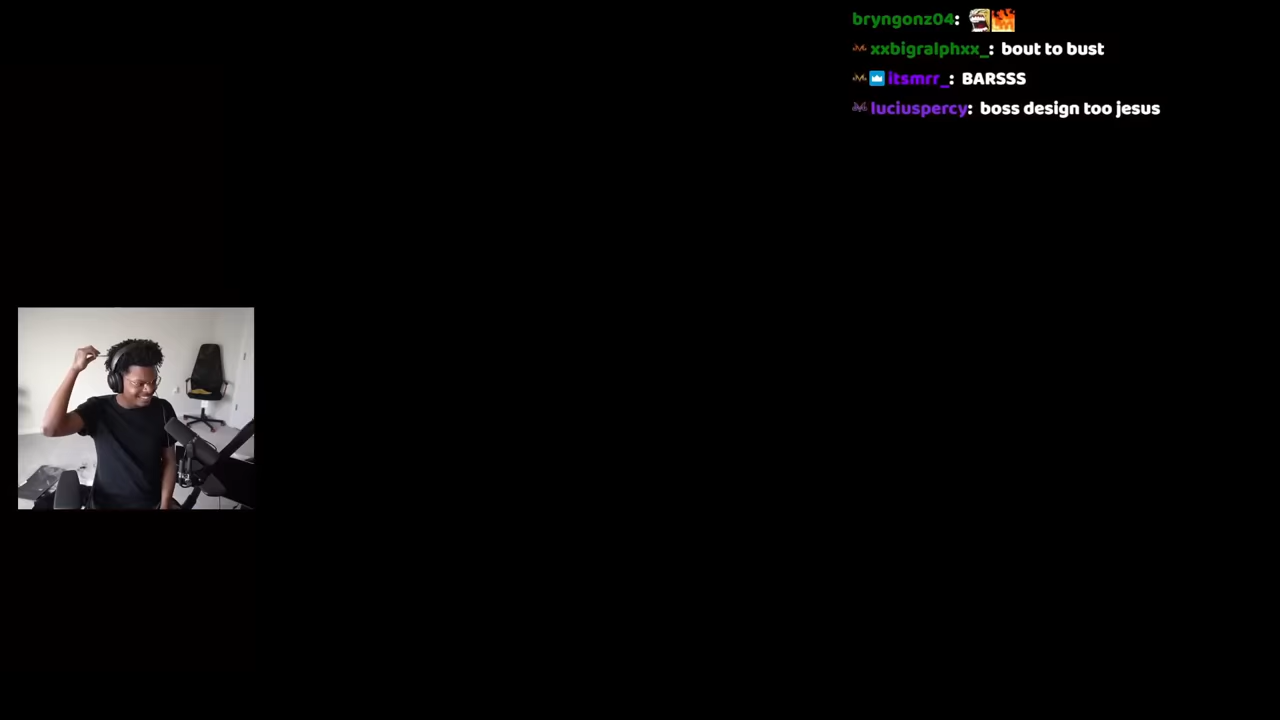 bryngonz04:
xxbigralphxx_: bout to bust
itsmrr_: BARSSS
luciuspercy: boss design too jesus